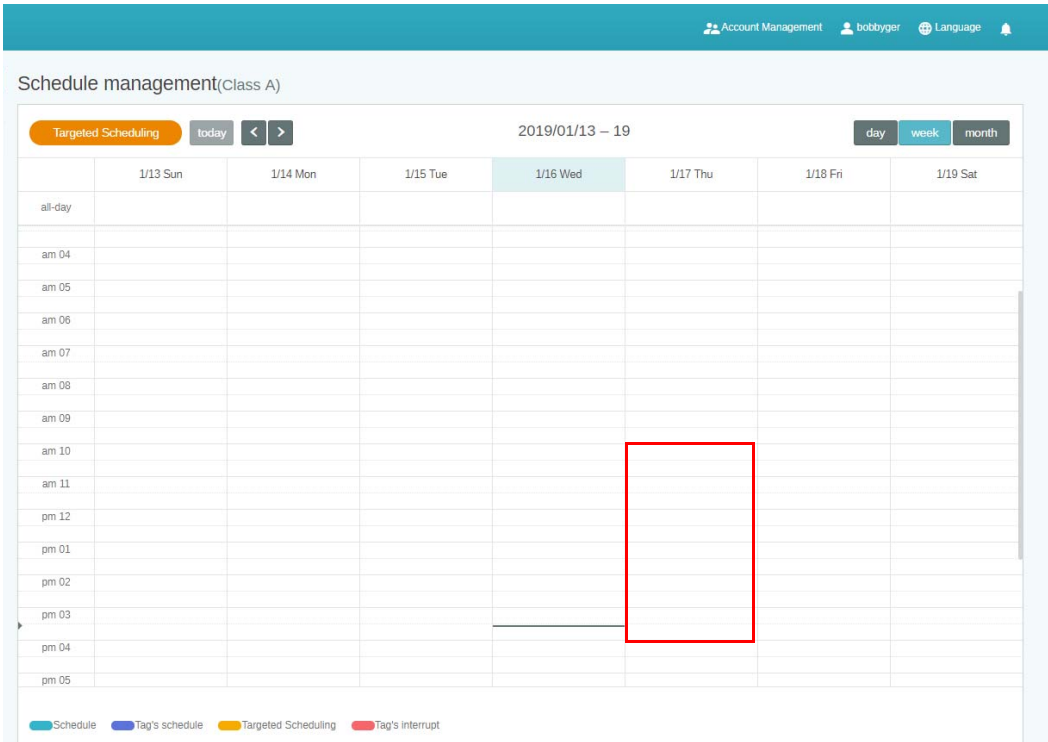 Account Management bobbyger Language
Schedule management(Class A)
Targeted Scheduling today 2019/01/13 – 19 day week month
1/13 Sun 1/14 Mon 1/15 Tue 1/16 Wed 1/17 Thu 1/18 Fri 1/19 Sat
all-day
am 04
am 05
am 06
am 07
am 08
am 09
am 10
am 11
pm 12
pm 01
pm 02
pm 03
pm 04
pm 05
Schedule Tag's schedule Targeted Scheduling Tag's interrupt